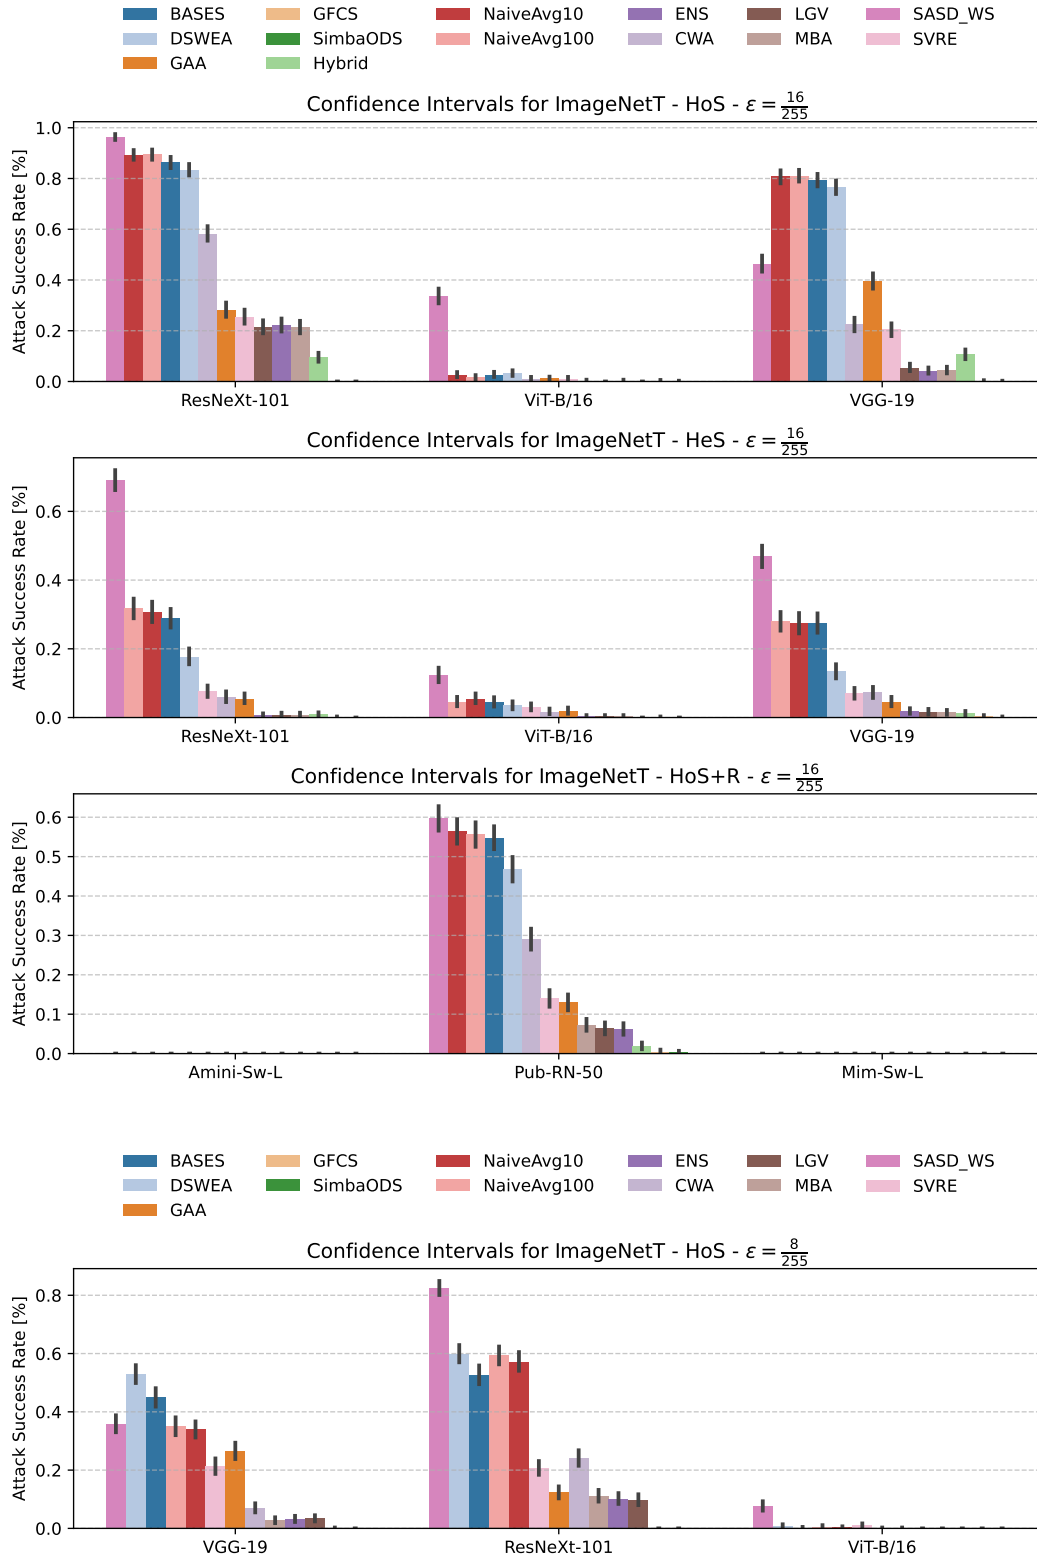 BASES GFCS NaiveAvg10 ENS LGV SASD_WS
DSWEA SimbaODS NaiveAvg100 CWA MBA SVRE
GAA Hybrid
Confidence Intervals for ImageNetT - HoS - ε = 16/255
Attack Success Rate [%]
1.0
0.8
0.6
0.4
0.2
0.0
ResNeXt-101 ViT-B/16 VGG-19
Confidence Intervals for ImageNetT - HeS - ε = 16/255
Attack Success Rate [%]
0.6
0.4
0.2
0.0
ResNeXt-101 ViT-B/16 VGG-19
Confidence Intervals for ImageNetT - HoS+R - ε = 16/255
Attack Success Rate [%]
0.6
0.5
0.4
0.3
0.2
0.1
0.0
Amini-Sw-L Pub-RN-50 Mim-Sw-L
BASES GFCS NaiveAvg10 ENS LGV SASD_WS
DSWEA SimbaODS NaiveAvg100 CWA MBA SVRE
GAA
Confidence Intervals for ImageNetT - HoS - ε = 8/255
Attack Success Rate [%]
0.8
0.6
0.4
0.2
0.0
VGG-19 ResNeXt-101 ViT-B/16